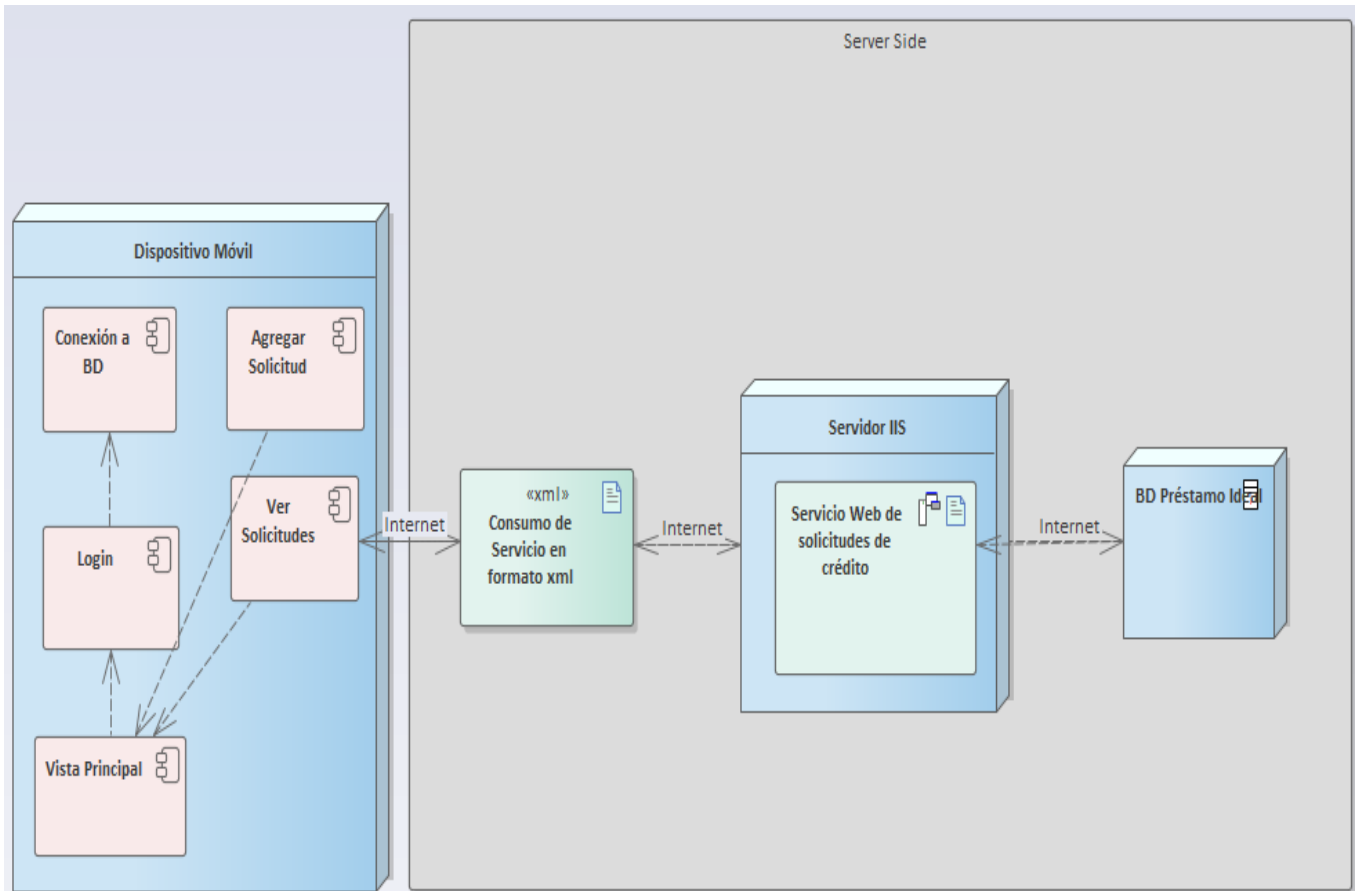 Server Side
Dispositivo Móvil
Conexión a
BD
Agregar
Solicitud
Ver
Solicitudes
Login
Vista Principal
Internet
«xml»
Consumo de
Servicio en
formato xml
Internet
Servidor IIS
Servicio Web de
solicitudes de
crédito
Internet
BD Préstamo Ideal